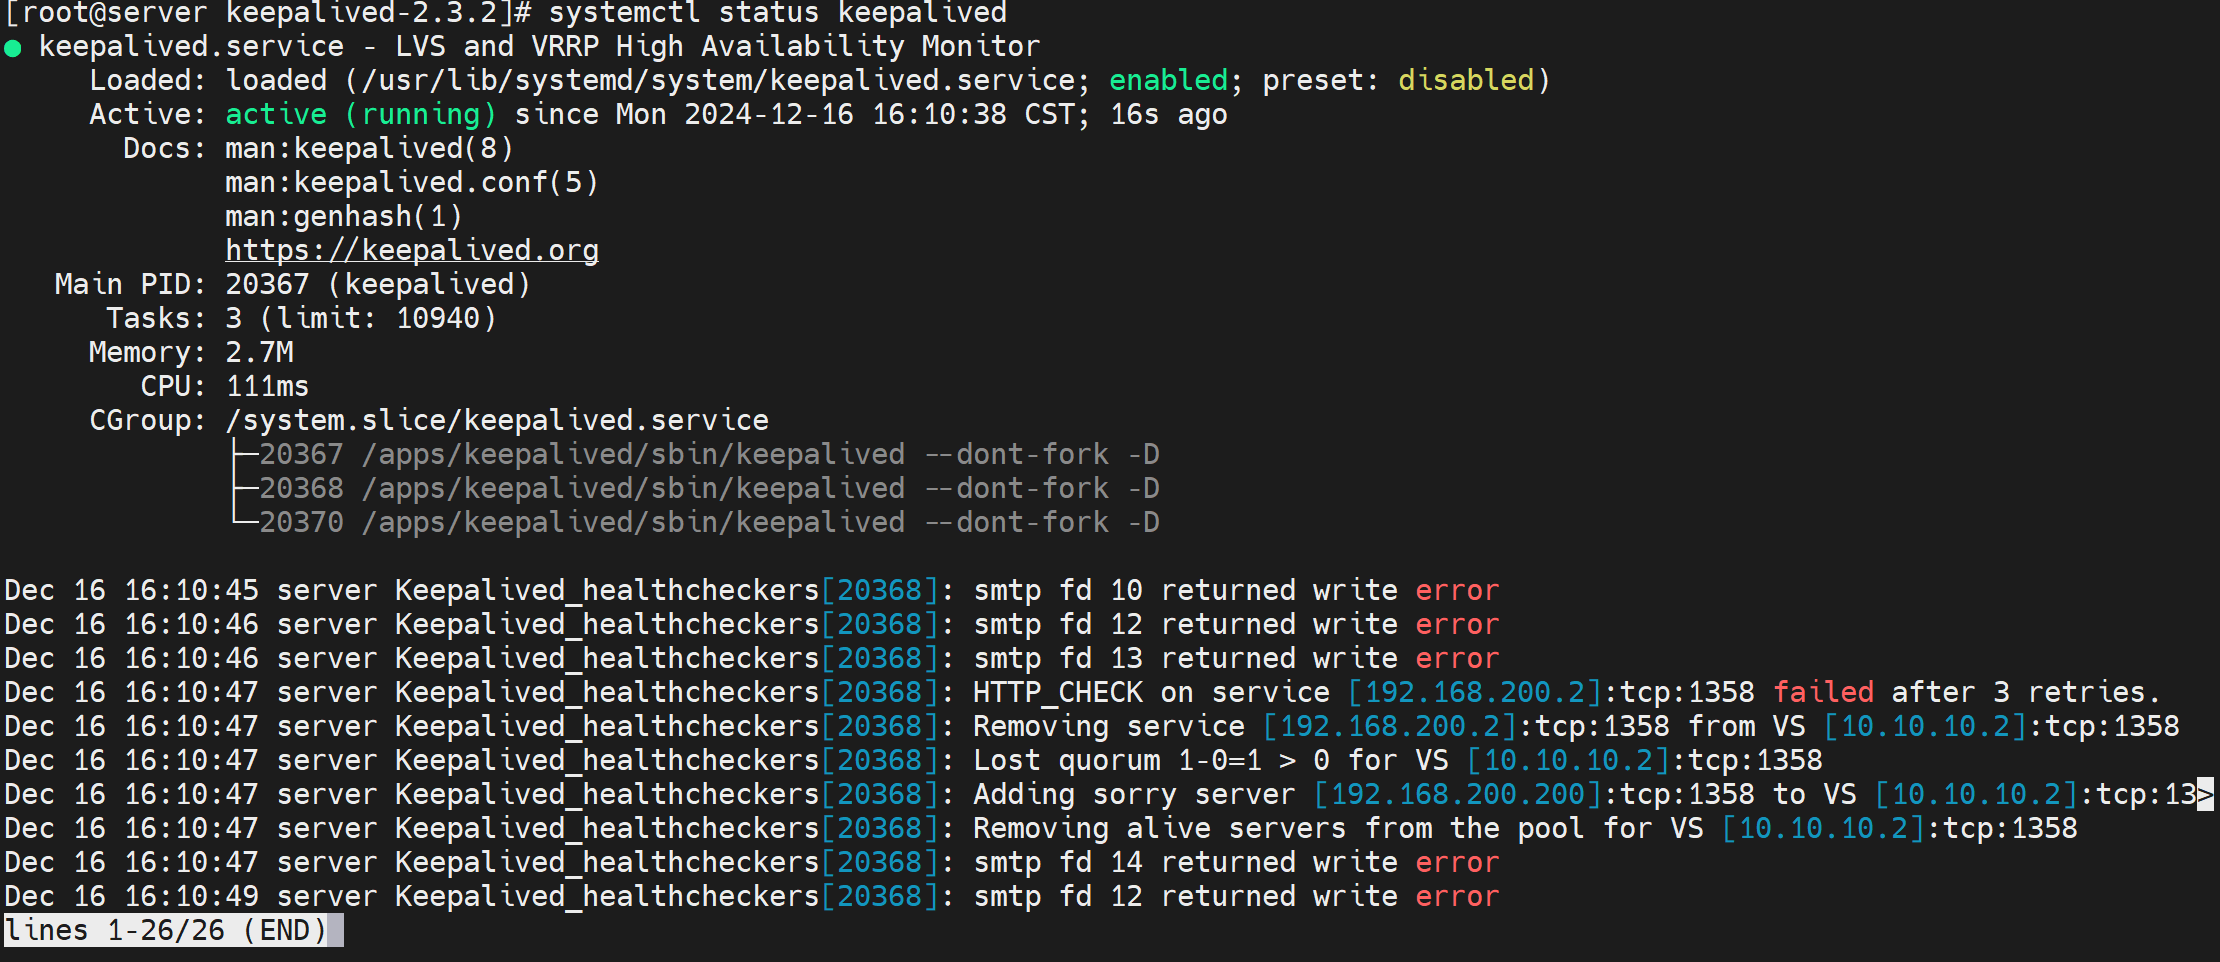 [root@server keepalived-2.3.2]# systemctl status keepalived
● keepalived.service - LVS and VRRP High Availability Monitor
     Loaded: loaded (/usr/lib/systemd/system/keepalived.service; enabled; preset: disabled)
     Active: active (running) since Mon 2024-12-16 16:10:38 CST; 16s ago
       Docs: man:keepalived(8)
             man:keepalived.conf(5)
             man:genhash(1)
             https://keepalived.org
   Main PID: 20367 (keepalived)
      Tasks: 3 (limit: 10940)
     Memory: 2.7M
        CPU: 111ms
     CGroup: /system.slice/keepalived.service
             ├─20367 /apps/keepalived/sbin/keepalived --dont-fork -D
             ├─20368 /apps/keepalived/sbin/keepalived --dont-fork -D
             └─20370 /apps/keepalived/sbin/keepalived --dont-fork -D

Dec 16 16:10:45 server Keepalived_healthcheckers[20368]: smtp fd 10 returned write error
Dec 16 16:10:46 server Keepalived_healthcheckers[20368]: smtp fd 12 returned write error
Dec 16 16:10:46 server Keepalived_healthcheckers[20368]: smtp fd 13 returned write error
Dec 16 16:10:47 server Keepalived_healthcheckers[20368]: HTTP_CHECK on service [192.168.200.2]:tcp:1358 failed after 3 retries.
Dec 16 16:10:47 server Keepalived_healthcheckers[20368]: Removing service [192.168.200.2]:tcp:1358 from VS [10.10.10.2]:tcp:1358
Dec 16 16:10:47 server Keepalived_healthcheckers[20368]: Lost quorum 1-0=1 > 0 for VS [10.10.10.2]:tcp:1358
Dec 16 16:10:47 server Keepalived_healthcheckers[20368]: Adding sorry server [192.168.200.200]:tcp:1358 to VS [10.10.10.2]:tcp:13>
Dec 16 16:10:47 server Keepalived_healthcheckers[20368]: Removing alive servers from the pool for VS [10.10.10.2]:tcp:1358
Dec 16 16:10:47 server Keepalived_healthcheckers[20368]: smtp fd 14 returned write error
Dec 16 16:10:49 server Keepalived_healthcheckers[20368]: smtp fd 12 returned write error
lines 1-26/26 (END)